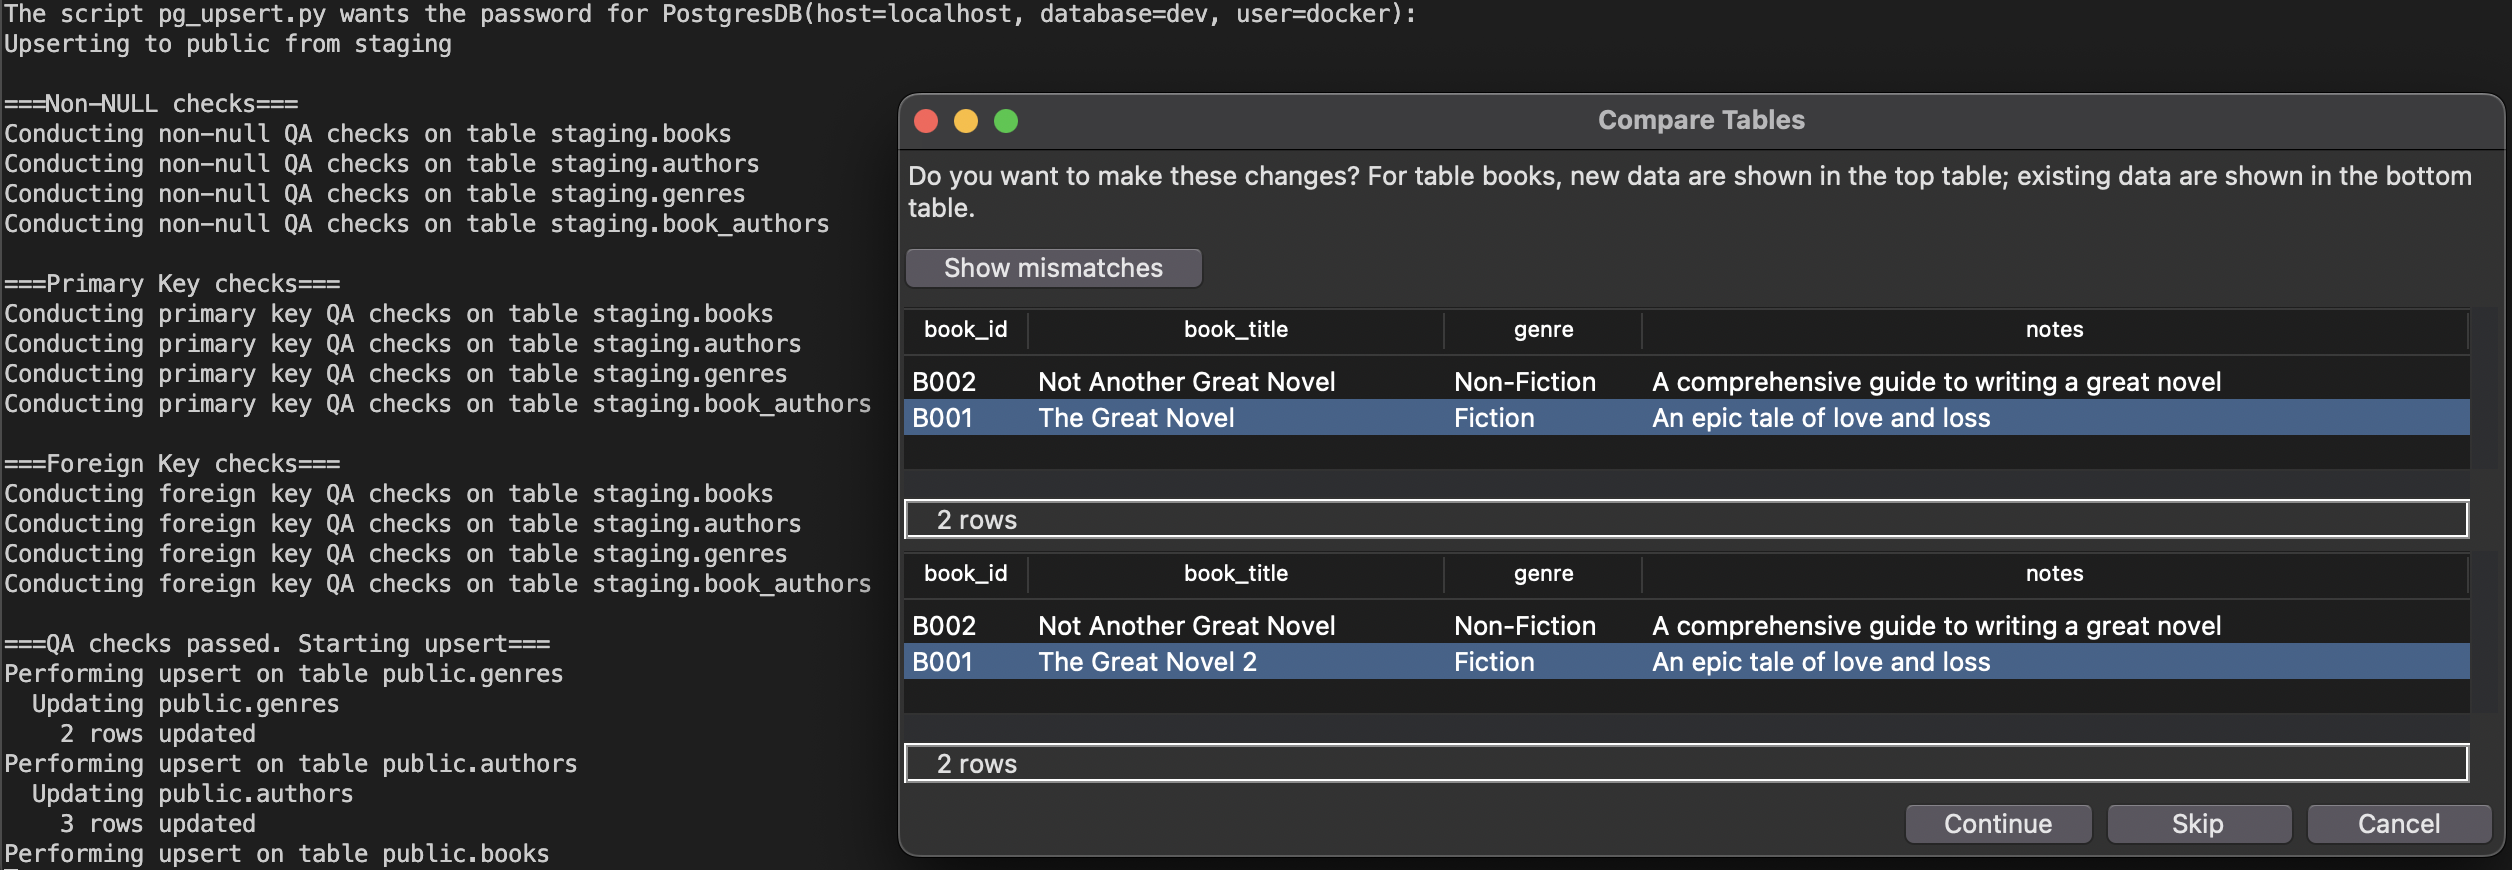 The script pg_upsert.py wants the password for PostgresDB(host=localhost, database=dev, user=docker):
Upserting to public from staging
===Non-NULL checks===
Conducting non-null QA checks on table staging.books
Conducting non-null QA checks on table staging.authors
Conducting non-null QA checks on table staging.genres
Conducting non-null QA checks on table staging.book_authors
===Primary Key checks===
Conducting primary key QA checks on table staging.books
Conducting primary key QA checks on table staging.authors
Conducting primary key QA checks on table staging.genres
Conducting primary key QA checks on table staging.book_authors
===Foreign Key checks===
Conducting foreign key QA checks on table staging.books
Conducting foreign key QA checks on table staging.authors
Conducting foreign key QA checks on table staging.genres
Conducting foreign key QA checks on table staging.book_authors
===QA checks passed. Starting upsert===
Performing upsert on table public.genres
  Updating public.genres
    2 rows updated
Performing upsert on table public.authors
  Updating public.authors
    3 rows updated
Performing upsert on table public.books
Compare Tables
Do you want to make these changes? For table books, new data are shown in the top table; existing data are shown in the bottom
table.
Show mismatches
book_id book_title genre notes
B002 Not Another Great Novel Non-Fiction A comprehensive guide to writing a great novel
B001 The Great Novel Fiction An epic tale of love and loss
2 rows
book_id book_title genre notes
B002 Not Another Great Novel Non-Fiction A comprehensive guide to writing a great novel
B001 The Great Novel 2 Fiction An epic tale of love and loss
2 rows
Continue Skip Cancel